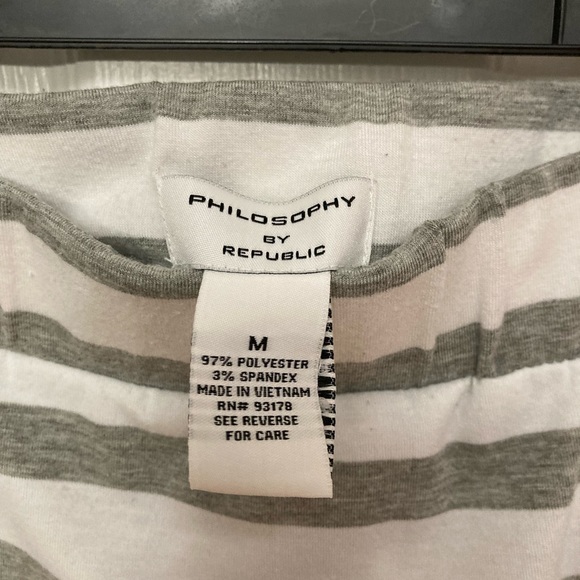 PHILOSOPHY
BY
REPUBLIC
M
97% POLYESTER
3% SPANDEX
MADE IN VIETNAM
RN# 93178
SEE REVERSE
FOR CARE